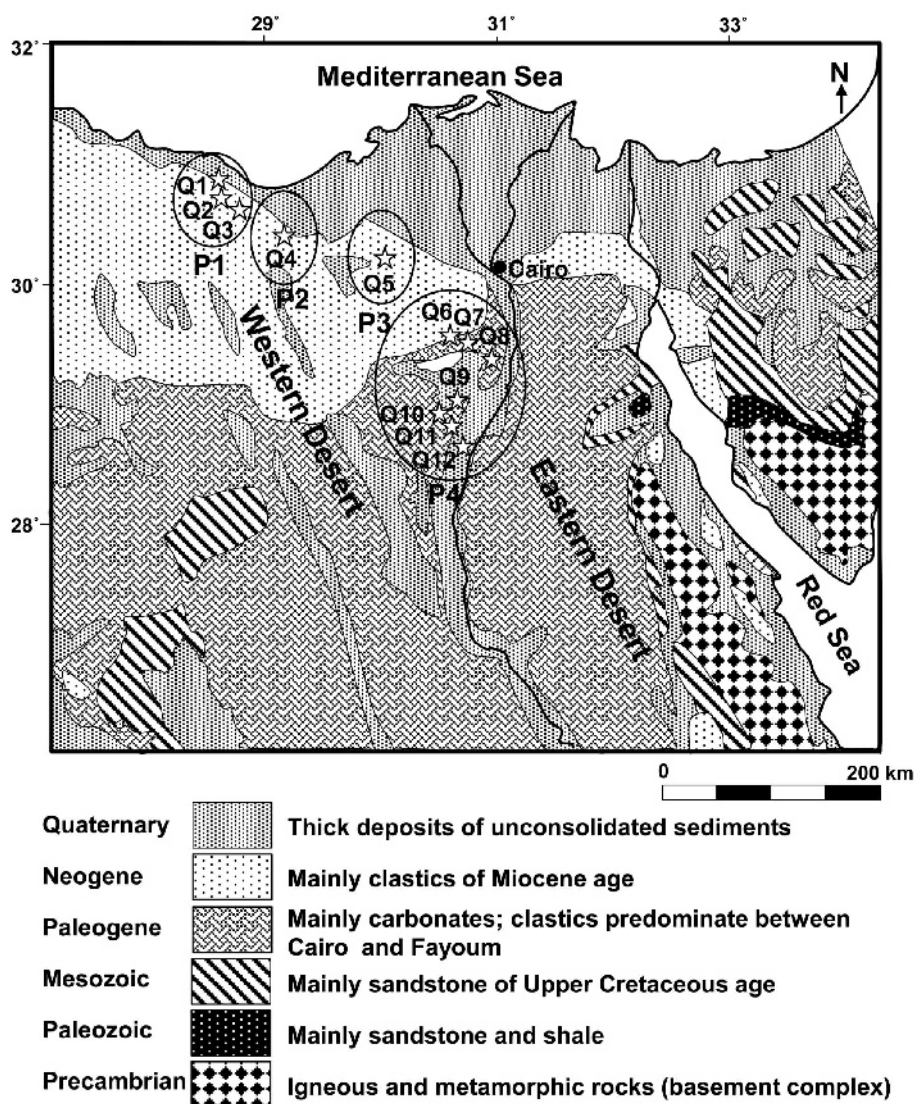 29° 31° 33°
32°
Mediterranean Sea
N
Q1
Q2
Q3
P1
Q4
P2
Q5
P3
Cairo
30°
Q6 Q7
Q8
Q9
Q10
Q11
Q12
P4
Western Desert
Eastern Desert
28°
Red Sea
0 200 km
Quaternary Thick deposits of unconsolidated sediments
Neogene Mainly clastics of Miocene age
Paleogene Mainly carbonates; clastics predominate between
Cairo and Fayoum
Mesozoic Mainly sandstone of Upper Cretaceous age
Paleozoic Mainly sandstone and shale
Precambrian Igneous and metamorphic rocks (basement complex)